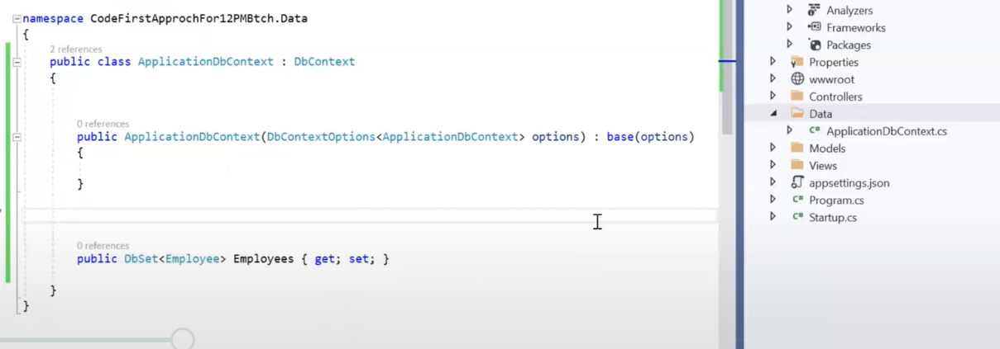 namespace CodeFirstApprochFor12PMBtch.Data
{
2 references
public class ApplicationDbContext : DbContext
{
0 references
public ApplicationDbContext(DbContextOptions<ApplicationDbContext> options) : base(options)
{
}
0 references
public DbSet<Employee> Employees { get; set; }
}
}
Analyzers
Frameworks
Packages
Properties
wwwroot
Controllers
Data
C# ApplicationDbContext.cs
Models
Views
appsettings.json
C# Program.cs
C# Startup.cs